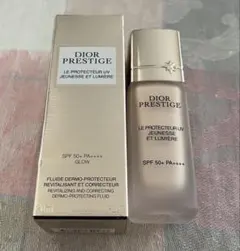 DIOR
PRESTIGE
LE PROTECTEUR UV
JEUNESSE ET LUMIÈRE
SPF 50+ PA++++
GLOW
FLUIDE DERMO-PROTECTEUR
REVITALISANT ET CORRECTEUR
REVITALIZING AND CORRECTING
DERMO-PROTECTING FLUID
DIOR
PRESTIGE
LE PROTECTEUR UV
JEUNESSE ET
LUMIÈRE
SPF 50+ PA++++